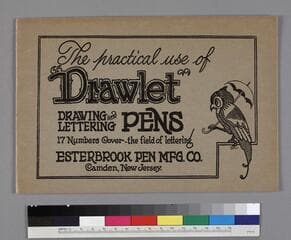 The practical use of
"Drawlet"
DRAWING and
LETTERING PENS
17 Numbers Cover the field of lettering
ESTERBROOK PEN MFG. CO.
Camden, New Jersey.